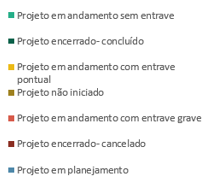 Projeto em andamento sem entrave
Projeto encerrado- concluído
Projeto em andamento com entrave
pontual
Projeto não iniciado
Projeto em andamento com entrave grave
Projeto encerrado- cancelado
Projeto em planejamento